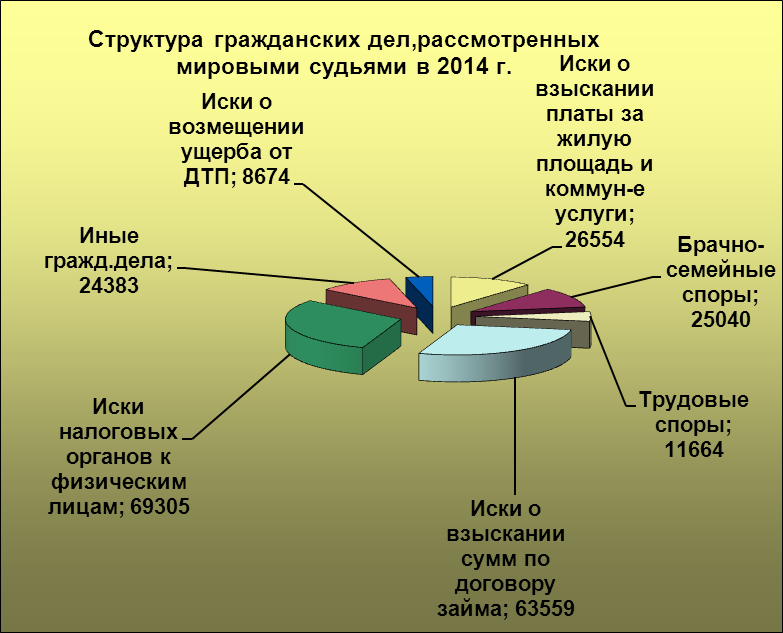 Структура гражданских дел,рассмотренных
мировыми судьями в 2014 г.
Иски о
взыскании
платы за
жилую
площадь и
коммун-е
услуги;
26554
Брачно-
семейные
споры;
25040
Трудовые
споры;
11664
Иски о
взыскании
сумм по
договору
займа; 63559
Иски
налоговых
органов к
физическим
лицам; 69305
Иные
гражд.дела;
24383
Иски о
возмещении
ущерба от
ДТП; 8674